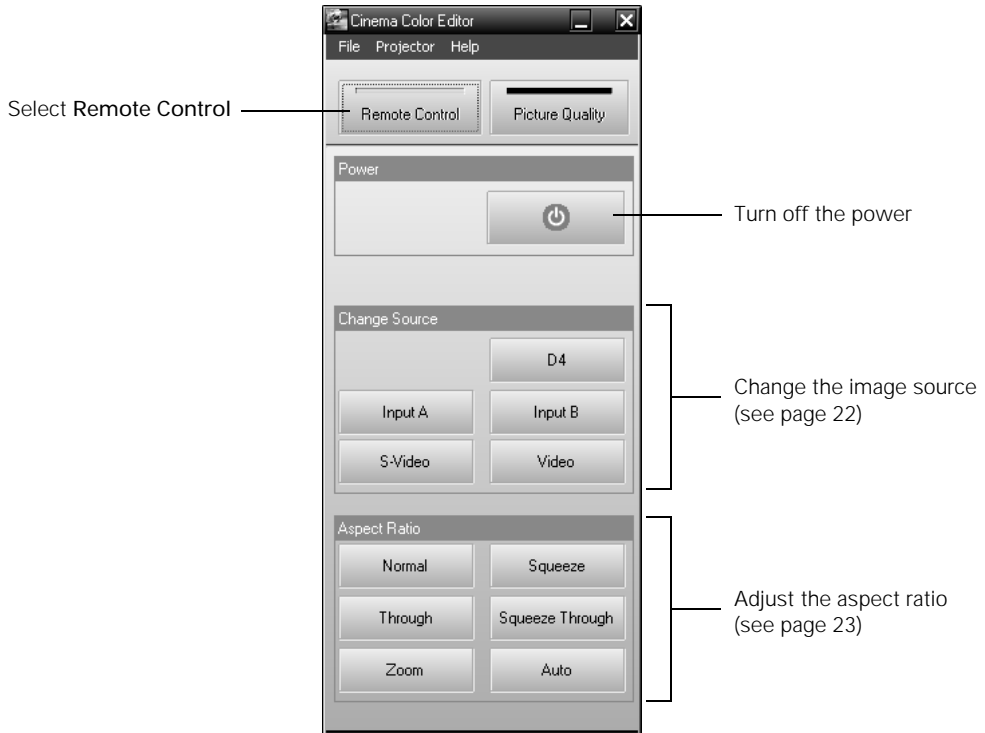 Cinema Color Editor
File Projector Help
Select Remote Control
Remote Control
Picture Quality
Power
Turn off the power
Change Source
D4
Input A
Input B
S-Video
Video
Change the image source
(see page 22)
Aspect Ratio
Normal
Squeeze
Through
Squeeze Through
Zoom
Auto
Adjust the aspect ratio
(see page 23)